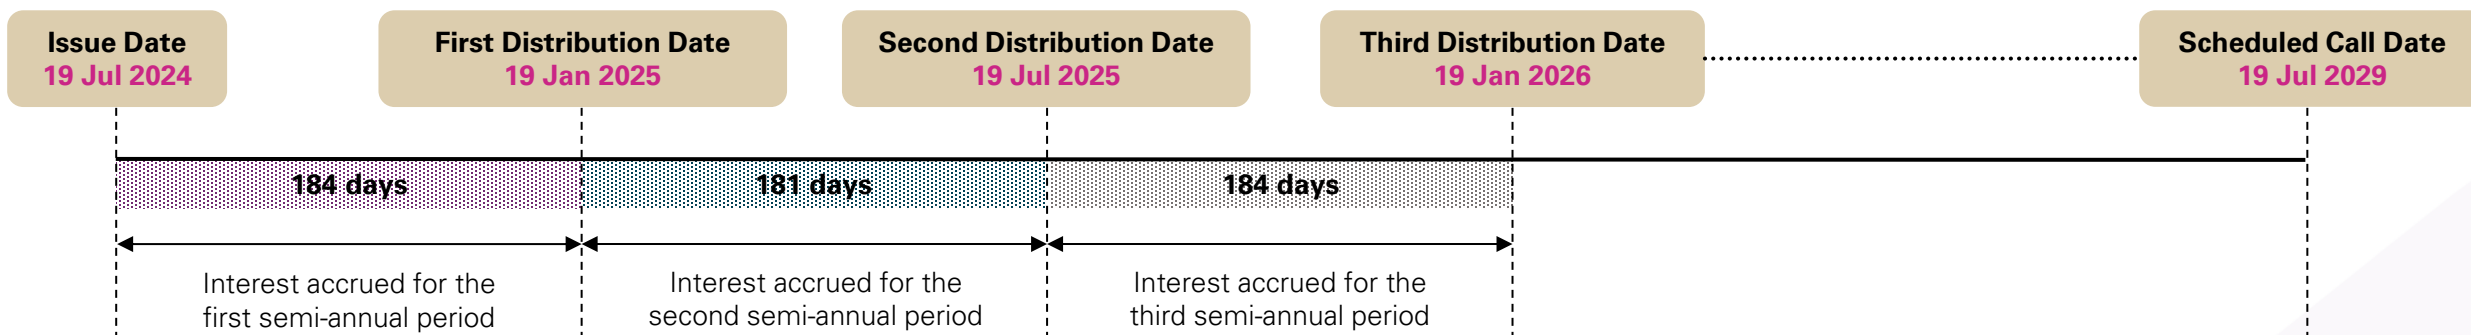 Issue Date
19 Jul 2024
First Distribution Date
19 Jan 2025
Second Distribution Date
19 Jul 2025
Third Distribution Date
19 Jan 2026
Scheduled Call Date
19 Jul 2029
184 days
181 days
184 days
Interest accrued for the
first semi-annual period
Interest accrued for the
second semi-annual period
Interest accrued for the
third semi-annual period